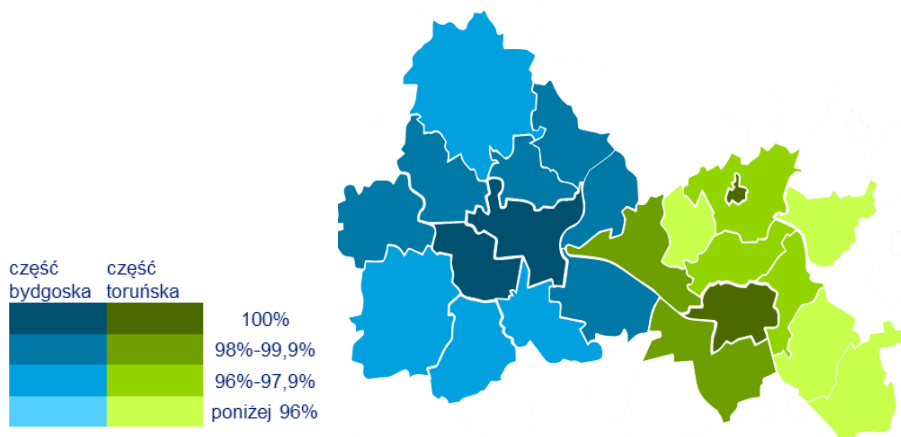 część część
bydgoska toruńska
100%
98%-99,9%
96%-97,9%
poniżej 96%